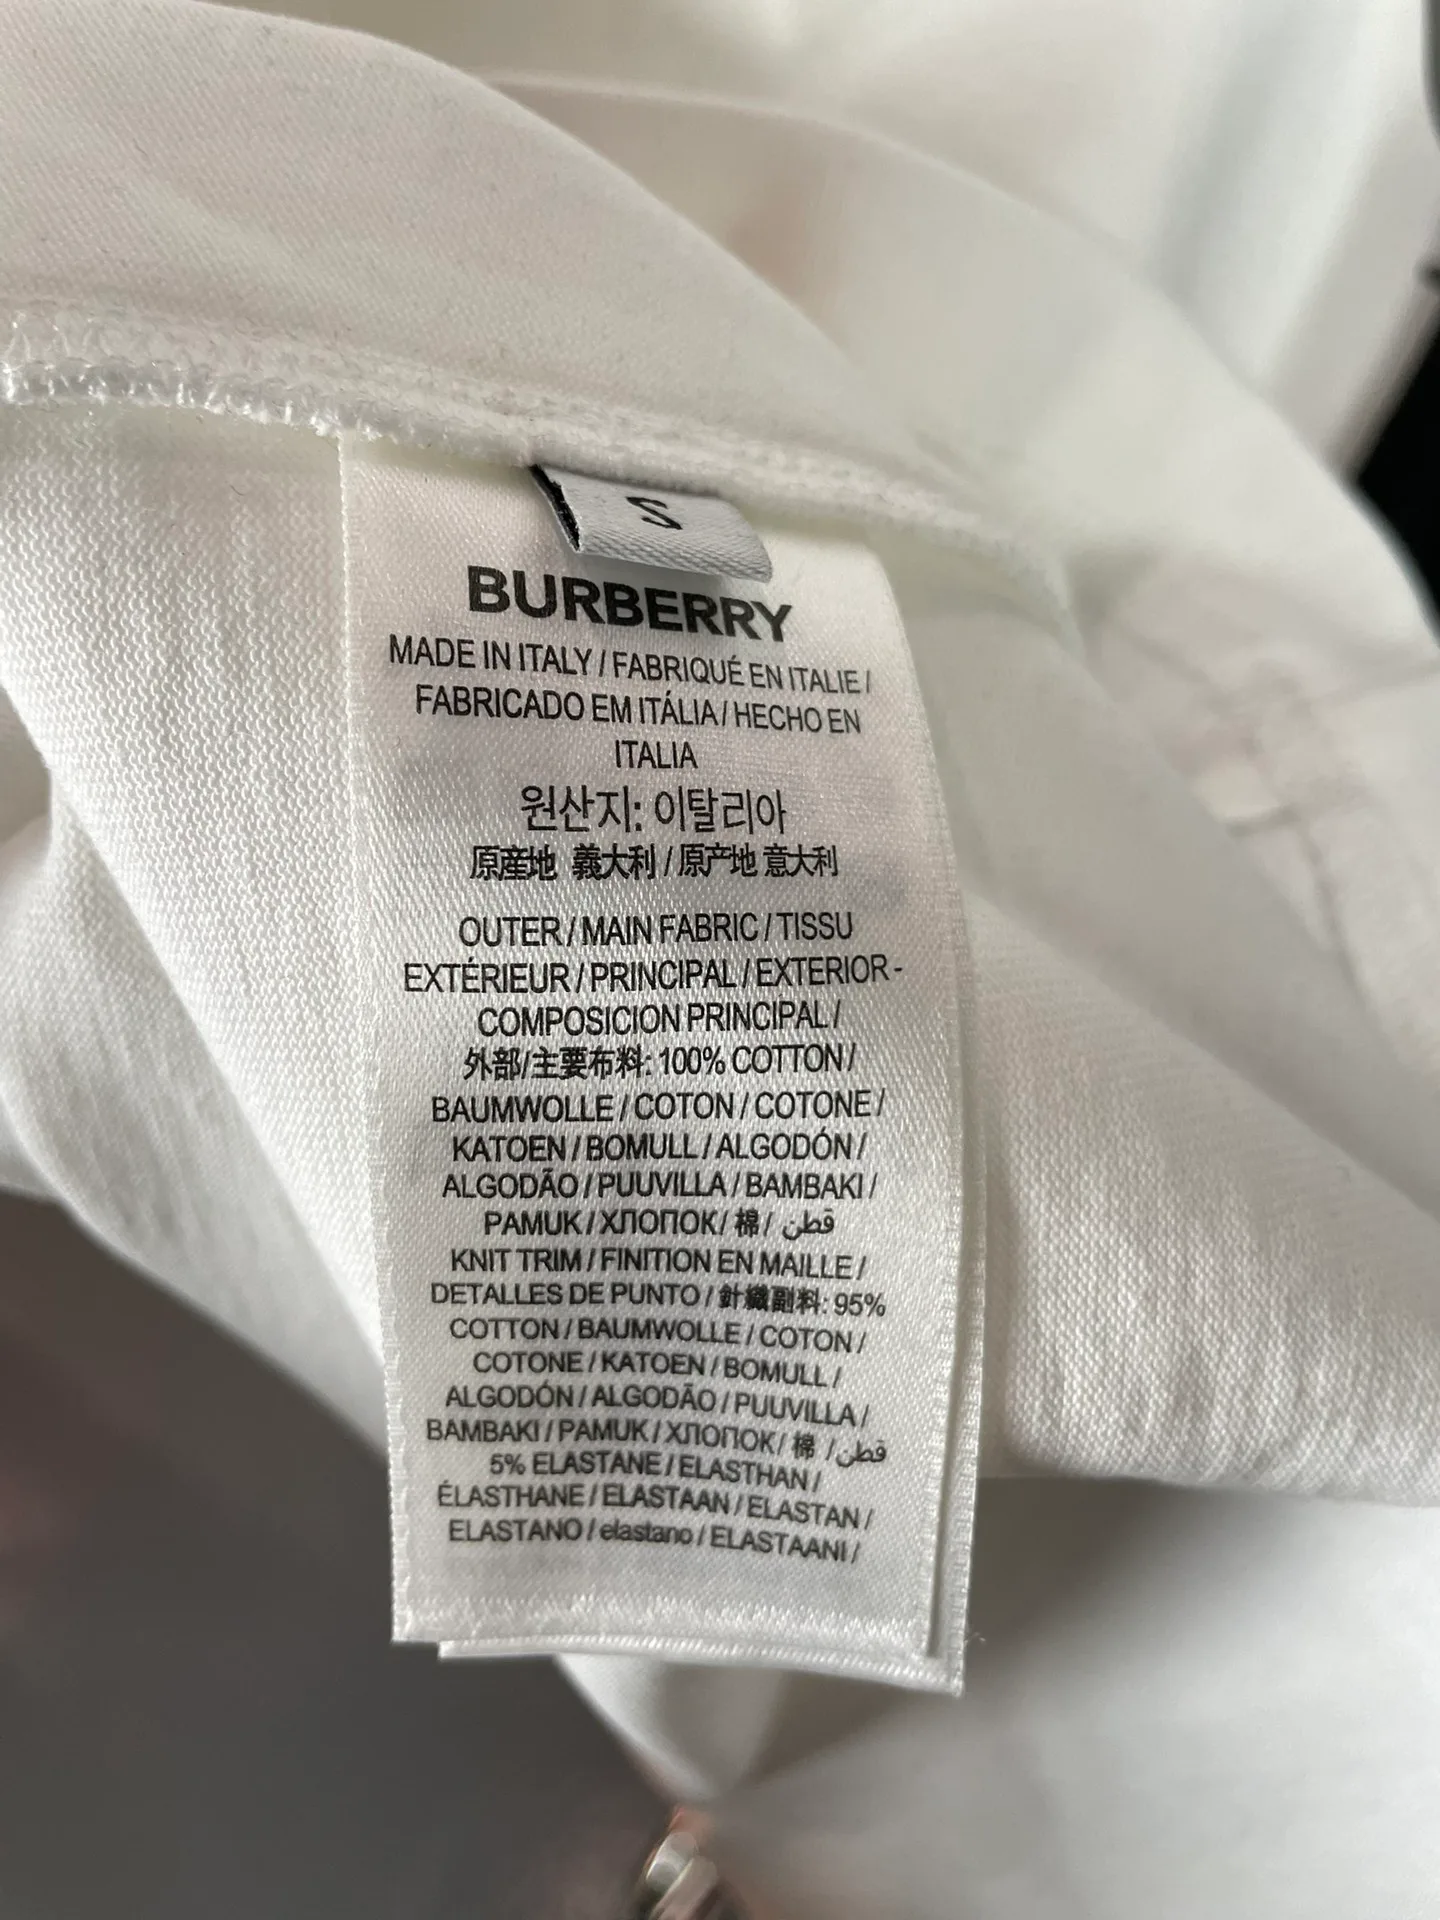 S
BURBERRY
MADE IN ITALY / FABRIQUÉ EN ITALIE /
FABRICADO EM ITÁLIA / HECHO EN
ITALIA
원산지: 이탈리아
原産地 義大利 / 原产地 意大利
OUTER / MAIN FABRIC / TISSU
EXTÉRIEUR / PRINCIPAL / EXTERIOR -
COMPOSICION PRINCIPAL /
外部/主要布料: 100% COTTON /
BAUMWOLLE / COTON / COTONE /
KATOEN / BOMULL / ALGODÓN /
ALGODÃO / PUUVILLA / BAMBAKI /
PAMUK / ХЛОПОК / 棉 / قطن
KNIT TRIM / FINITION EN MAILLE /
DETALLES DE PUNTO / 針織副料: 95%
COTTON / BAUMWOLLE / COTON /
COTONE / KATOEN / BOMULL /
ALGODÓN / ALGODÃO / PUUVILLA /
BAMBAKI / PAMUK / ХЛОПОК / 棉 / قطن
5% ELASTANE / ELASTHAN /
ÉLASTHANE / ELASTAAN / ELASTAN /
ELASTANO / elastano / ELASTAANI /